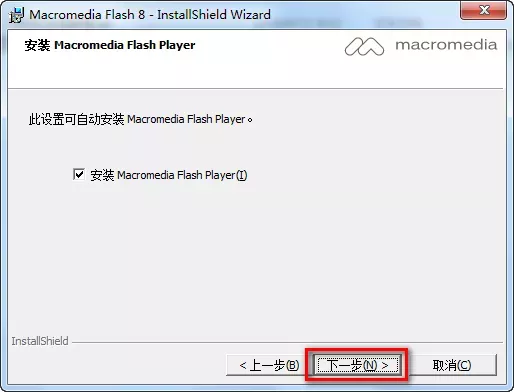 Macromedia Flash 8 - InstallShield Wizard
安装 Macromedia Flash Player
macromedia
此设置可自动安装 Macromedia Flash Player。
安装 Macromedia Flash Player(I)
InstallShield
< 上一步(B)
下一步(N) >
取消(C)